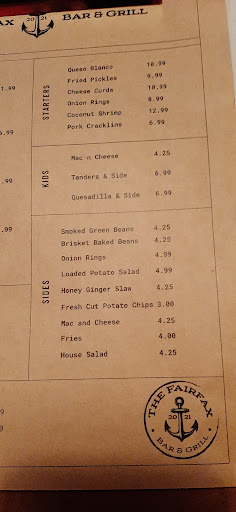 FAX 20 21 BAR & GRILL
STARTERS
Queso Blanco 10.99
Fried Pickles 9.99
Cheese Curds 10.99
Onion Rings 8.99
Coconut Shrimp 12.99
Pork Cracklins 6.99
KIDS
Mac n Cheese 4.25
Tenders & Side 6.99
Quesadilla & Side 6.99
SIDES
Smoked Green Beans 4.25
Brisket Baked Beans 4.25
Onion Rings 4.99
Loaded Potato Salad 4.99
Honey Ginger Slaw 4.25
Fresh Cut Potato Chips 3.00
Mac and Cheese 4.25
Fries 4.00
House Salad 4.25
THE FAIRFAX
20 21
BAR & GRILL